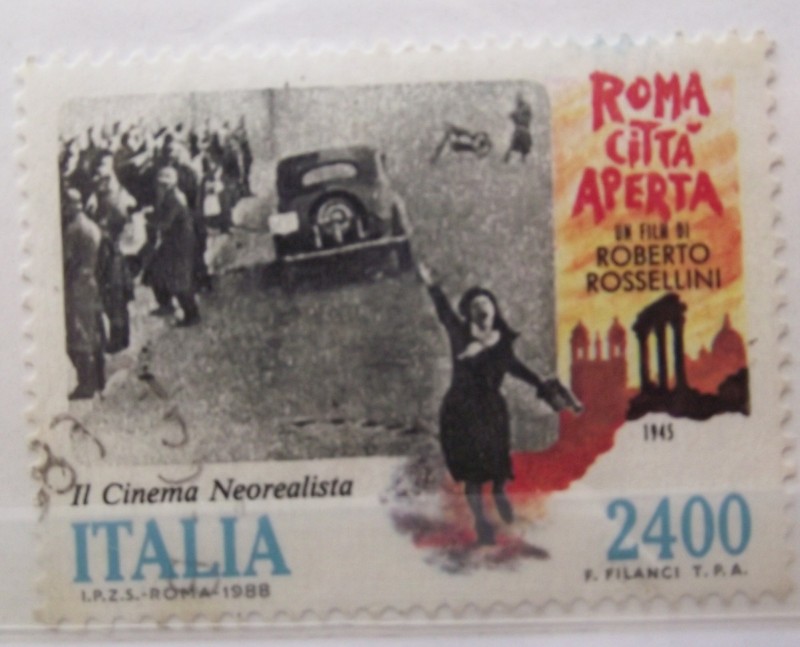 ROMA
CITTÀ
APERTA
UN FILM DI
ROBERTO
ROSSELLINI
1945
Il Cinema Neorealista
ITALIA
2400
I.P.Z.S.-ROMA-1988
F. FILANCI T.P.A.